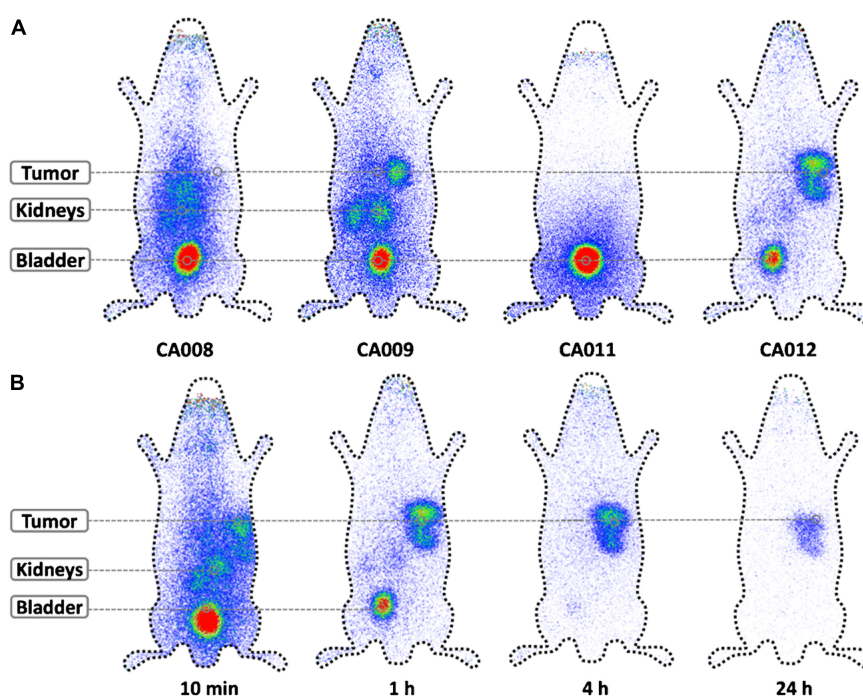 A
Tumor
Kidneys
Bladder
CA008 CA009 CA011 CA012
B
Tumor
Kidneys
Bladder
10 min 1 h 4 h 24 h